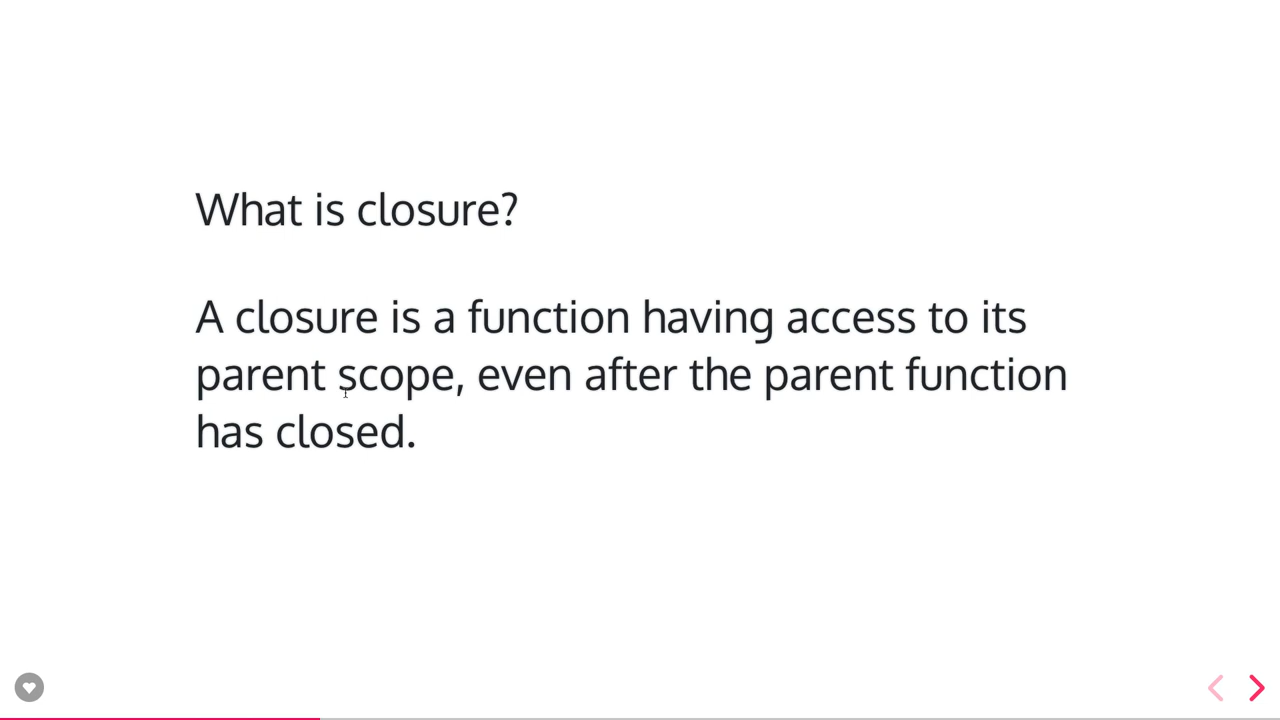 What is closure?
A closure is a function having access to its
parent scope, even after the parent function
has closed.